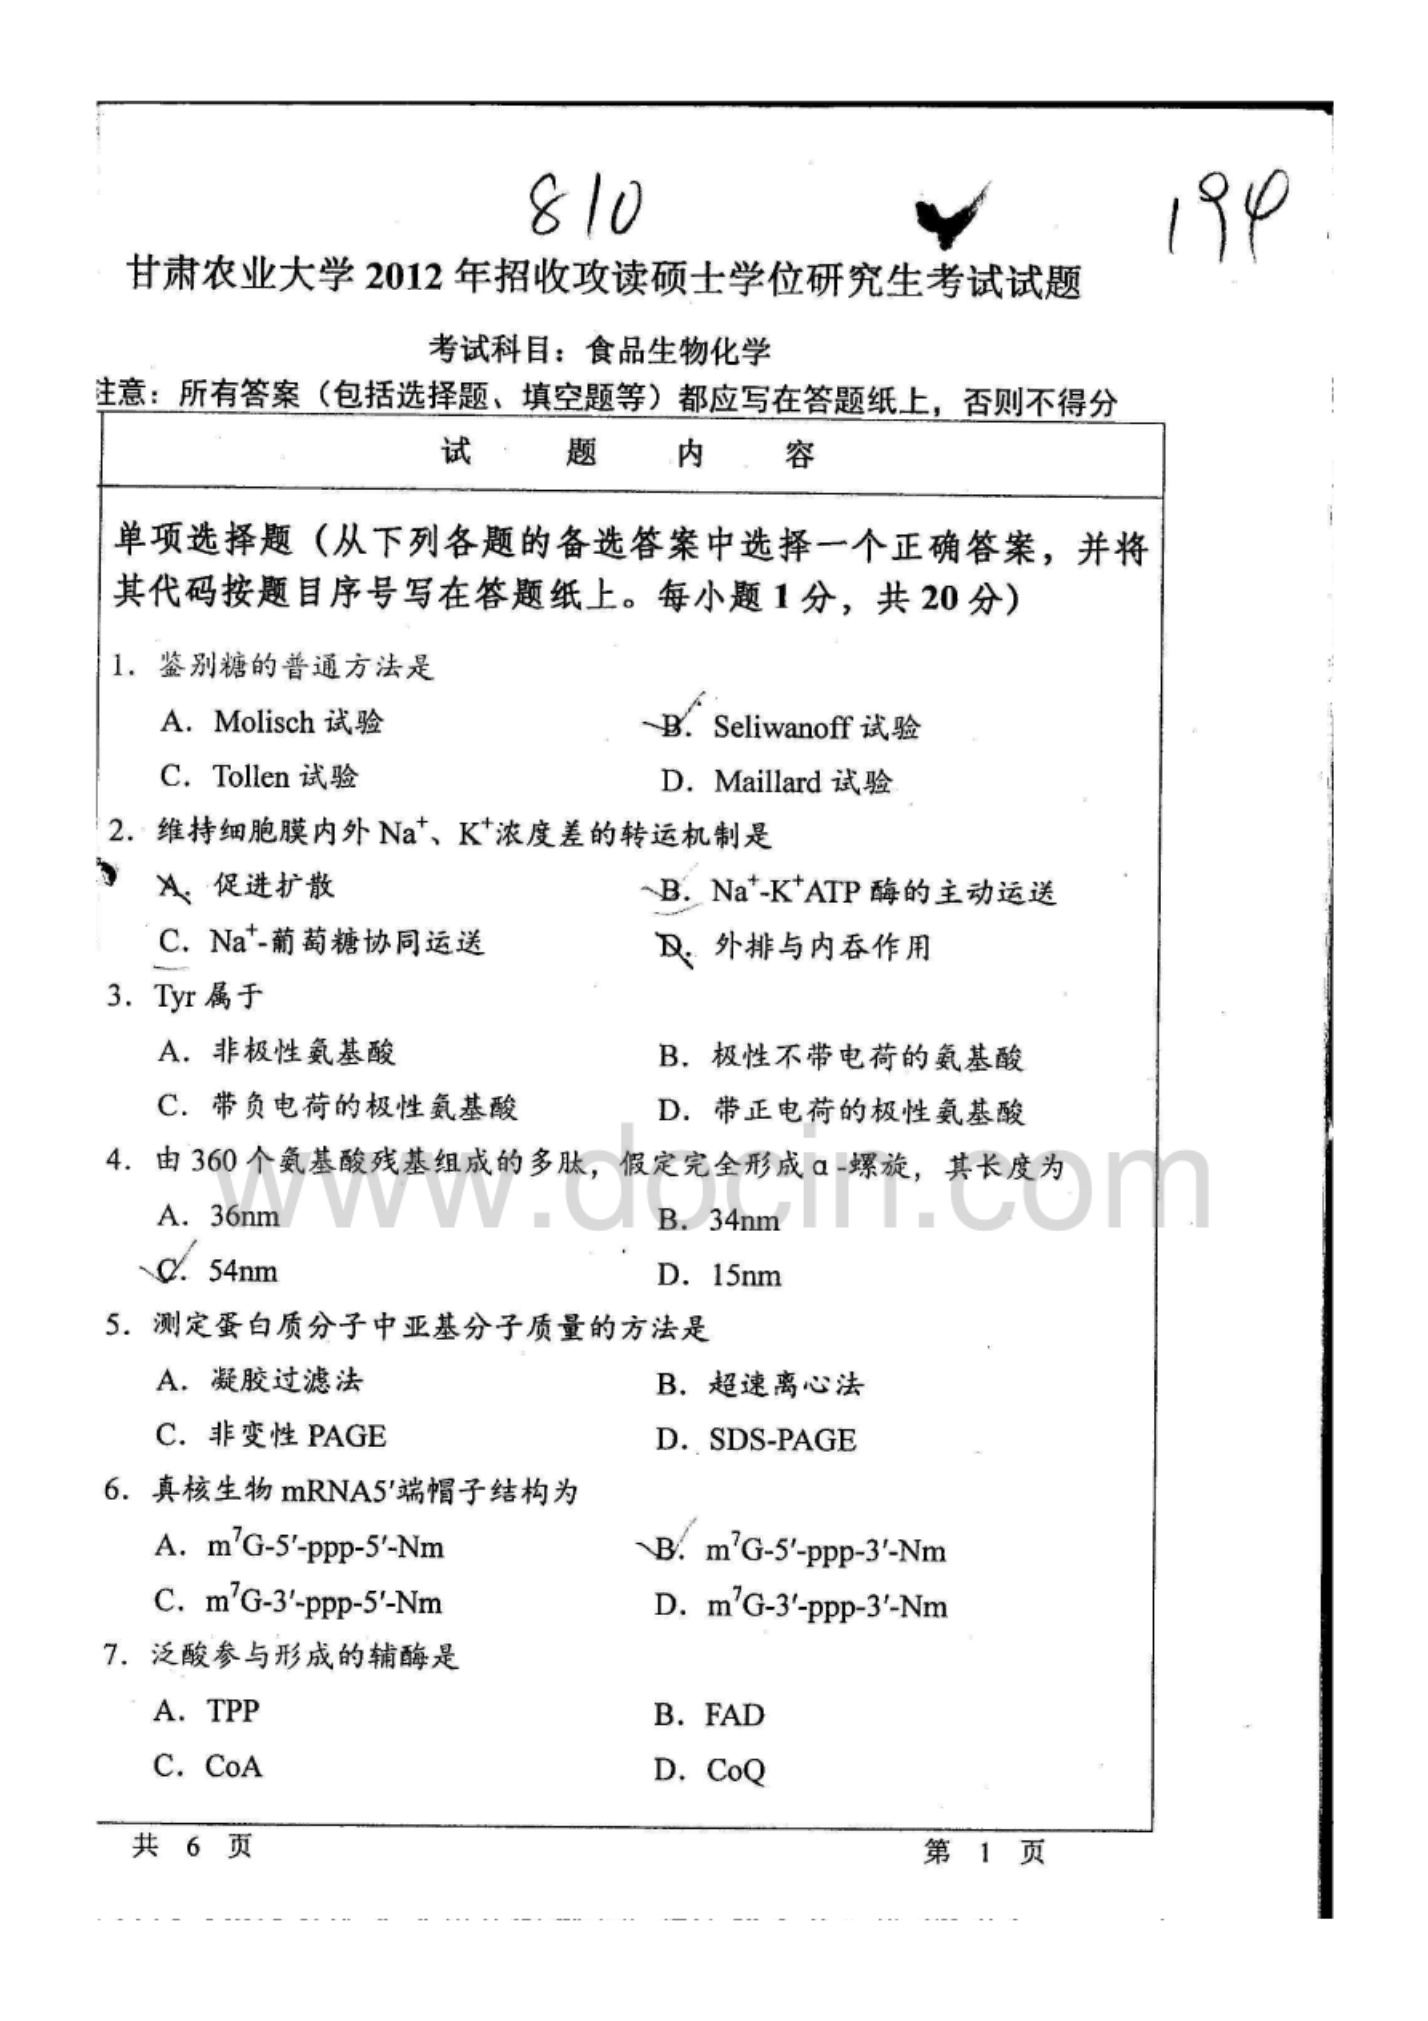 810
194
甘肃农业大学 2012 年招收攻读硕士学位研究生考试试题
考试科目：食品生物化学
注意：所有答案（包括选择题、填空题等）都应写在答题纸上，否则不得分
试 题 内 容
单项选择题（从下列各题的备选答案中选择一个正确答案，并将
其代码按题目序号写在答题纸上。每小题 1 分，共 20 分）
1．鉴别糖的普通方法是
A．Molisch 试验 B．Seliwanoff 试验
C．Tollen 试验 D．Maillard 试验
2．维持细胞膜内外 Na⁺、K⁺浓度差的转运机制是
A．促进扩散 B．Na⁺-K⁺ATP 酶的主动运送
C．Na⁺-葡萄糖协同运送 D．外排与内吞作用
3．Tyr 属于
A．非极性氨基酸 B．极性不带电荷的氨基酸
C．带负电荷的极性氨基酸 D．带正电荷的极性氨基酸
4．由 360 个氨基酸残基组成的多肽，假定完全形成 α-螺旋，其长度为
A．36nm B．34nm
C．54nm D．15nm
5．测定蛋白质分子中亚基分子质量的方法是
A．凝胶过滤法 B．超速离心法
C．非变性 PAGE D．SDS-PAGE
6．真核生物 mRNA5′端帽子结构为
A．m⁷G-5′-ppp-5′-Nm B．m⁷G-5′-ppp-3′-Nm
C．m⁷G-3′-ppp-5′-Nm D．m⁷G-3′-ppp-3′-Nm
7．泛酸参与形成的辅酶是
A．TPP B．FAD
C．CoA D．CoQ
共 6 页 第 1 页
www.docin.com